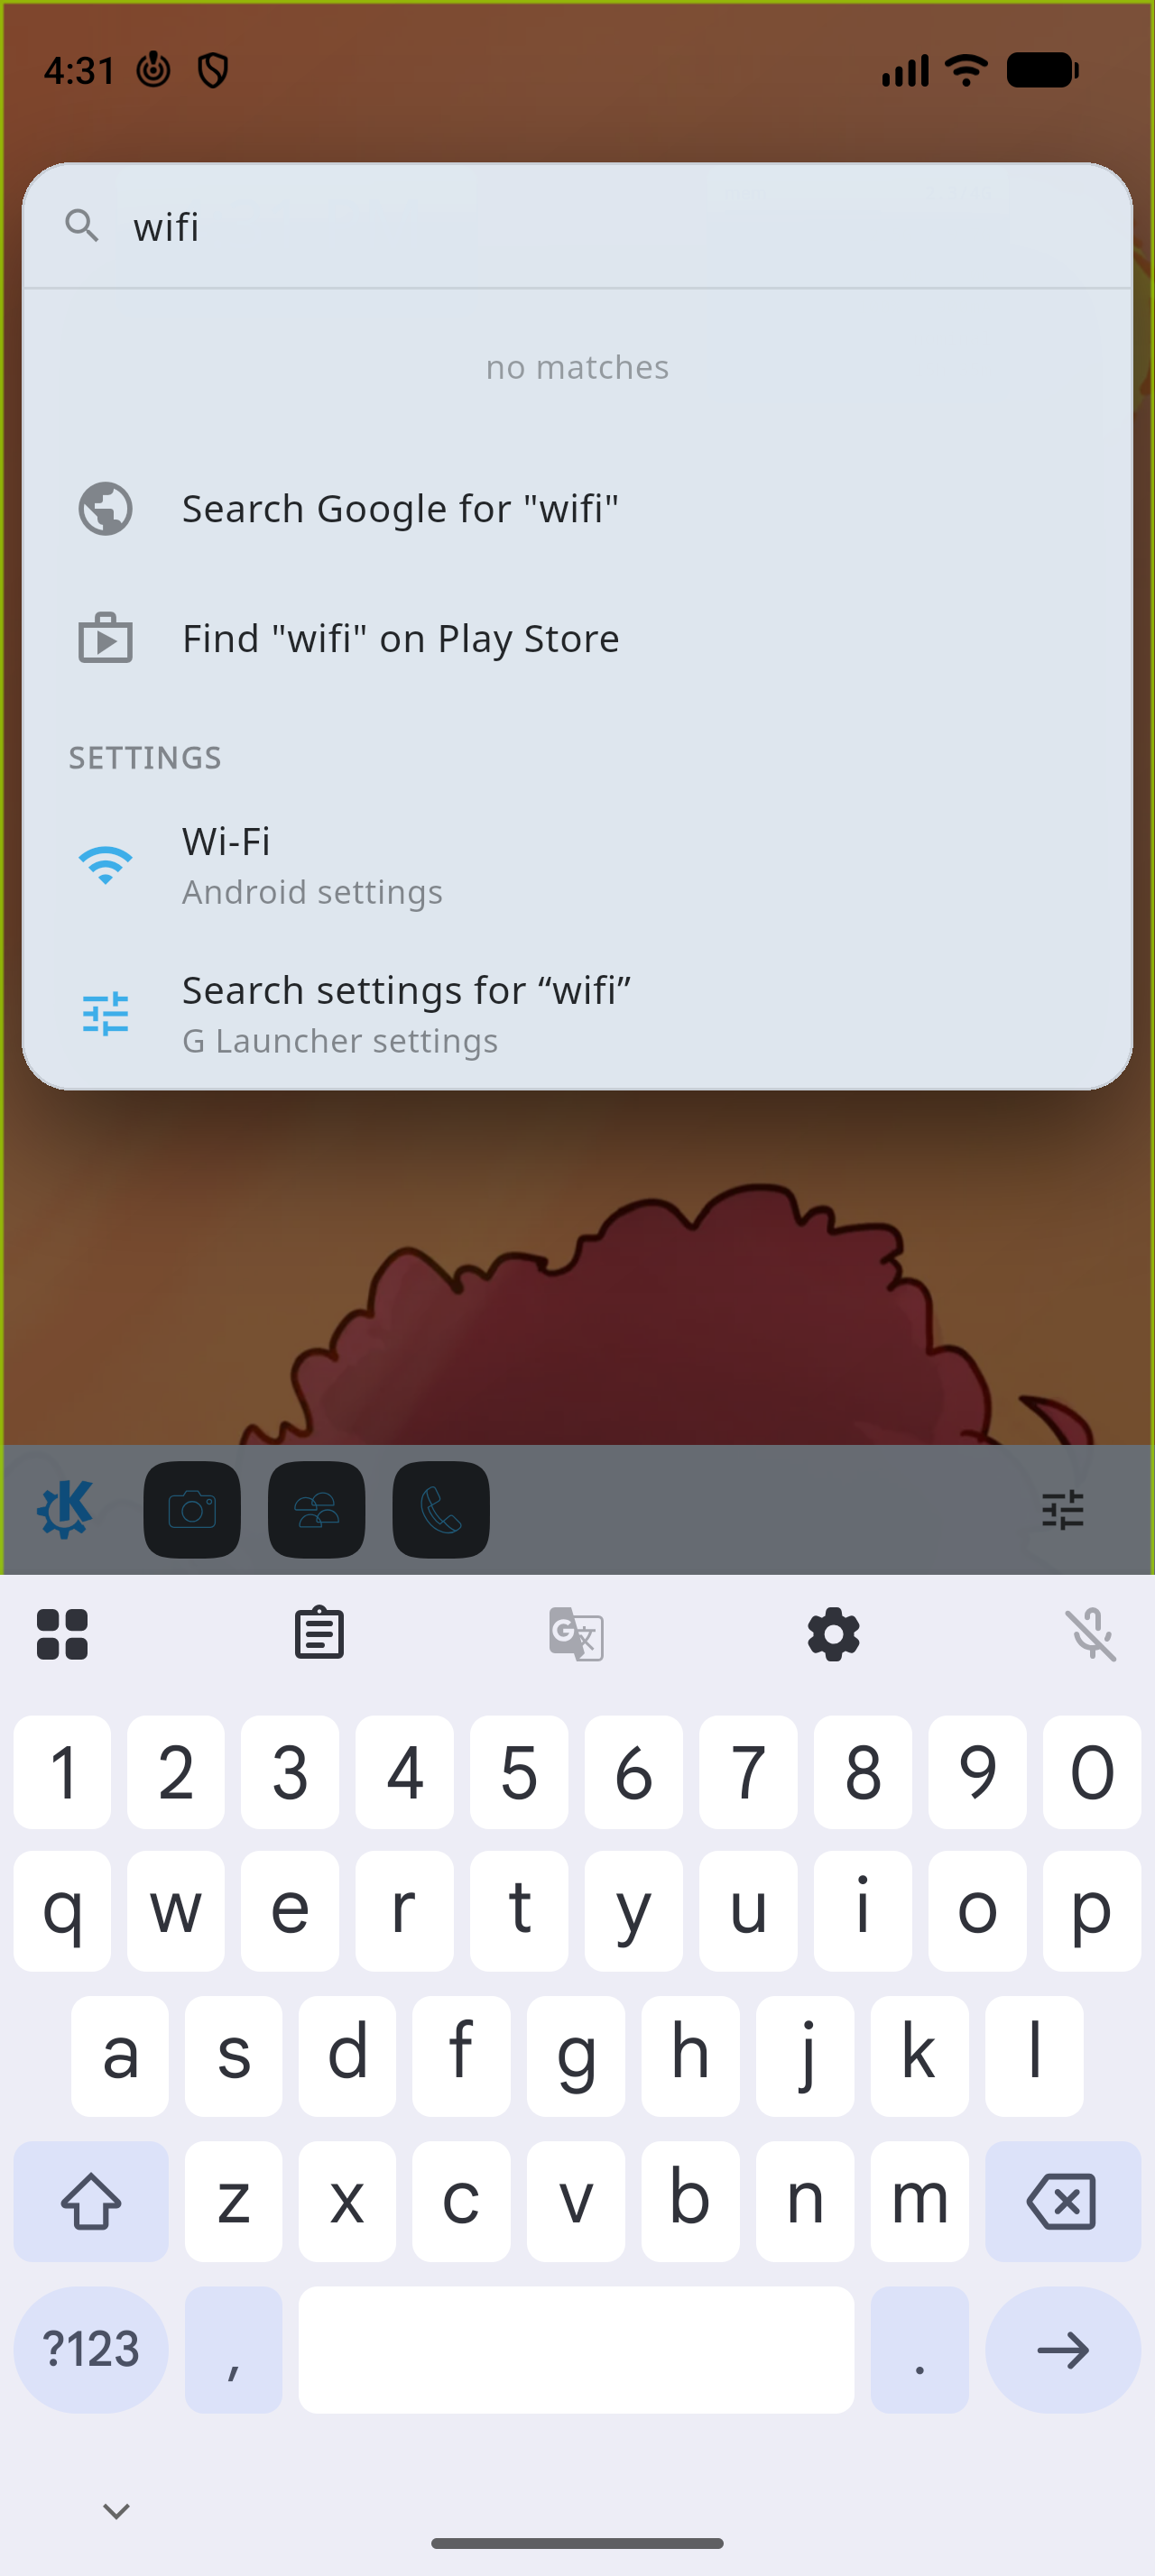 4:31
wifi
no matches
Search Google for "wifi"
Find "wifi" on Play Store
SETTINGS
Wi-Fi
Android settings
Search settings for “wifi”
G Launcher settings
1 2 3 4 5 6 7 8 9 0
q w e r t y u i o p
a s d f g h j k l
z x c v b n m
?123 , .